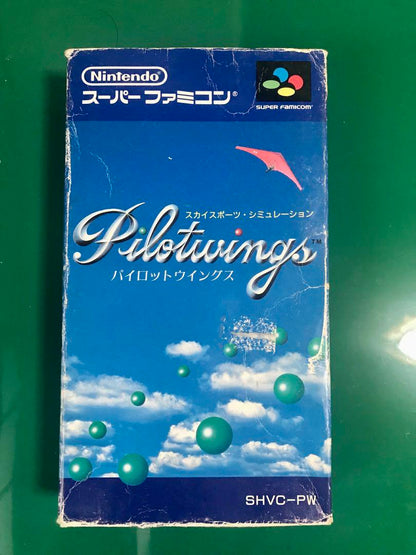 Nintendo
スーパーファミコン®
SUPER FAMICOM
スカイスポーツ・シミュレーション
Pilotwings™
パイロットウイングス
SHVC-PW